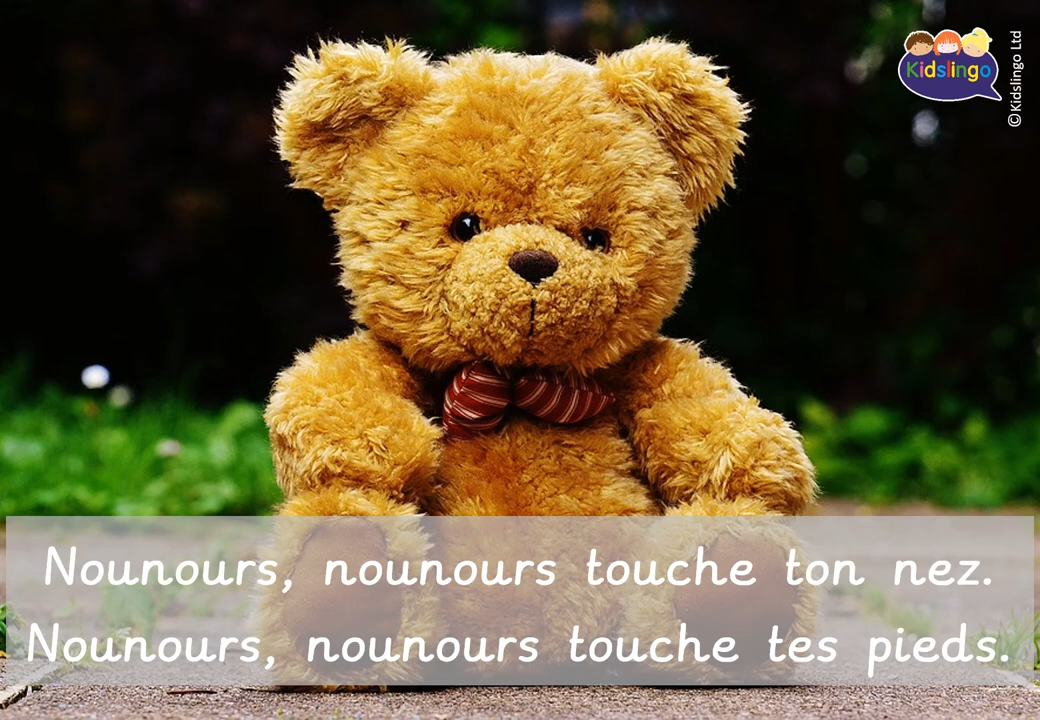 Kidslingo
© Kidslingo Ltd
Nounours, nounours touche ton nez.
Nounours, nounours touche tes pieds.